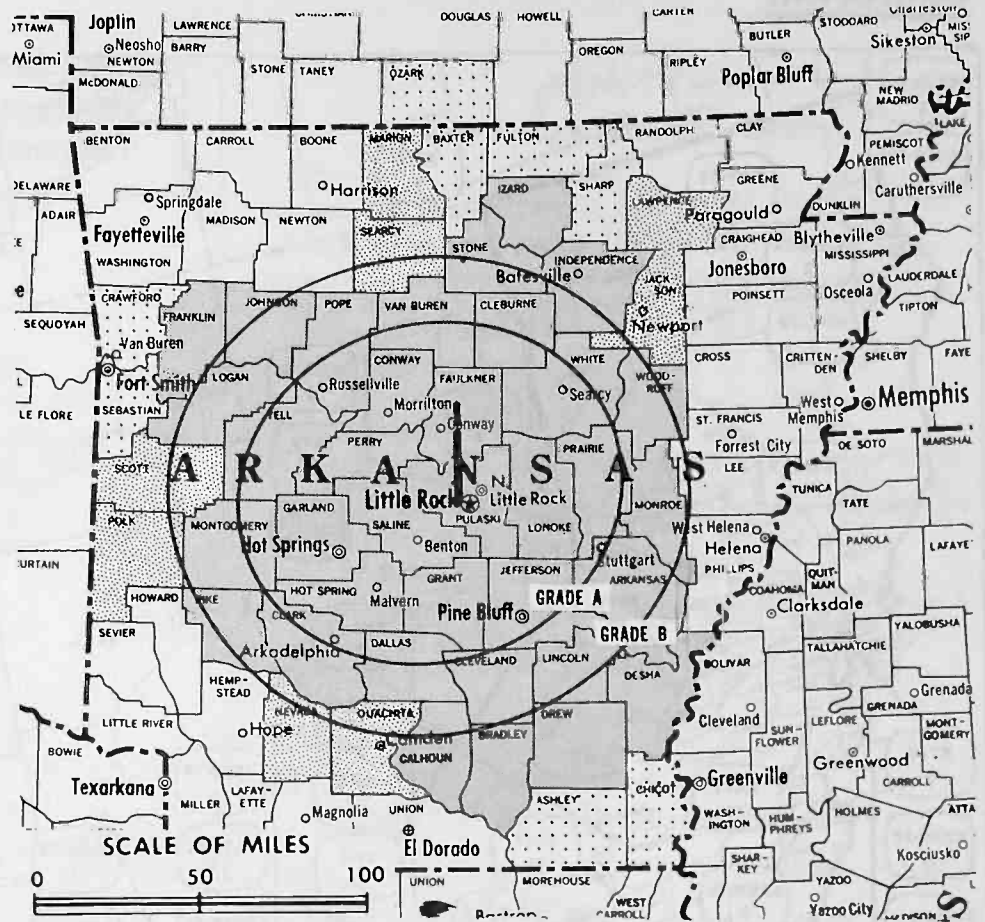 OTTAWA
Miami
Joplin
Neosho
NEWTON
McDONALD
LAWRENCE
BARRY
STONE
TANEY
OZARK
DOUGLAS
HOWELL
OREGON
CARTER
RIPLEY
BUTLER
Poplar Bluff
STODDARD
Charleston
Sikeston
NEW
MADRID
LAKE
BENTON
CARROLL
BOONE
MARION
BAXTER
FULTON
RANDOLPH
CLAY
PEMISCOT
Kennett
Caruthersville
DUNKLIN
DELAWARE
ADAIR
Springdale
Fayetteville
WASHINGTON
MADISON
Harrison
NEWTON
SEARCY
STONE
IZARD
SHARP
LAWRENCE
GREENE
Paragould
CRAIGHEAD
Jonesboro
Blytheville
MISSISSIPPI
Osceola
LAUDERDALE
TIPTON
INDEPENDENCE
Batesville
JACK-
SON
Newport
POINSETT
SEQUOYAH
CRAWFORD
Van Buren
Fort Smith
SEBASTIAN
FRANKLIN
JOHNSON
POPE
VAN BUREN
CLEBURNE
LOGAN
CONWAY
Russellville
FAULKNER
WHITE
Searcy
WOOD-
RUFF
CROSS
CRITTEN-
DEN
SHELBY
FAYE
West
Memphis
Memphis
LE FLORE
YELL
Morrilton
Conway
PERRY
PRAIRIE
ST. FRANCIS
Forrest City
LEE
DE SOTO
MARSHAL
SCOTT
ARKANSAS
Little Rock
N.
Little Rock
PULASKI
LONOKE
MONROE
TUNICA
TATE
POLK
MONTGOMERY
GARLAND
Hot Springs
SALINE
Benton
West Helena
Helena
PHILLIPS
PANOLA
LAFAYE
CURTAIN
HOT SPRING
Malvern
GRANT
JEFFERSON
Stuttgart
ARKANSAS
COAHOMA
QUIT-
MAN
HOWARD
PIKE
CLARK
Pine Bluff
GRADE A
Clarksdale
SEVIER
Arkadelphia
DALLAS
CLEVELAND
LINCOLN
GRADE B
DESHA
BOLIVAR
TALLAHATCHIE
YALOBUSHA
HEMP-
STEAD
LITTLE RIVER
Hope
NEVADA
OUACHITA
Camden
CALHOUN
BRADLEY
DREW
Cleveland
SUN-
FLOWER
LEFLORE
GRENADA
Grenada
MONT-
GOMERY
BOWIE
Texarkana
MILLER
LAFAY-
ETTE
Magnolia
UNION
El Dorado
ASHLEY
CHICOT
Greenville
WASH-
INGTON
Greenwood
CARROLL
HUM-
PHREYS
HOLMES
ATTA
Kosciusko
SHAR-
KEY
YAZOO
Yazoo City
MADISON
SCALE OF MILES
0 50 100
UNION
MOREHOUSE
WEST
CARROLL
Bastrop